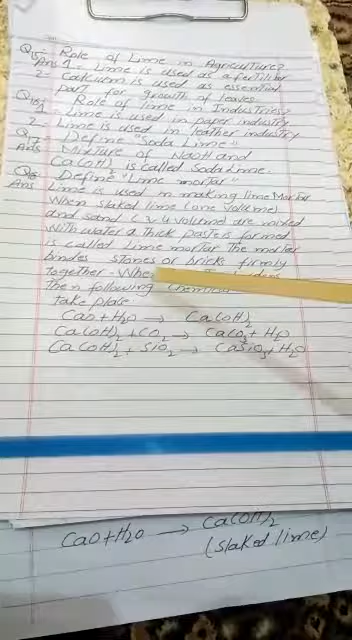 Q5:- Role of Lime in Agriculture?
Ans 1- Lime is used as a fertilizer
2- Calcium is used as essential
part for growth of leaves
Q16:- Role of lime in Industries?
1- Lime is used in paper industry
2- Lime is used in leather industry
Q17:- Define "Soda Lime"
Ans Mixture of NaOH and
Ca(OH)2 is called Soda Lime.
Q8:- Define "Lime mortar"
Ans Lime is used in making lime Mortar
When slaked lime (one volume)
and sand ( volume) are mixed
with water a thick paste is formed
is called Lime mortar The mortar
bindes stones or bricks firmly
together - Whe
Then following Chemic
take place
CaO + H2O → Ca(OH)2
Ca(OH)2 + CO2 → CaCO3 + H2O
Ca(OH)2 + SiO2 → CaSiO3 + H2O
CaO + H2O → Ca(OH)2
(slaked lime)